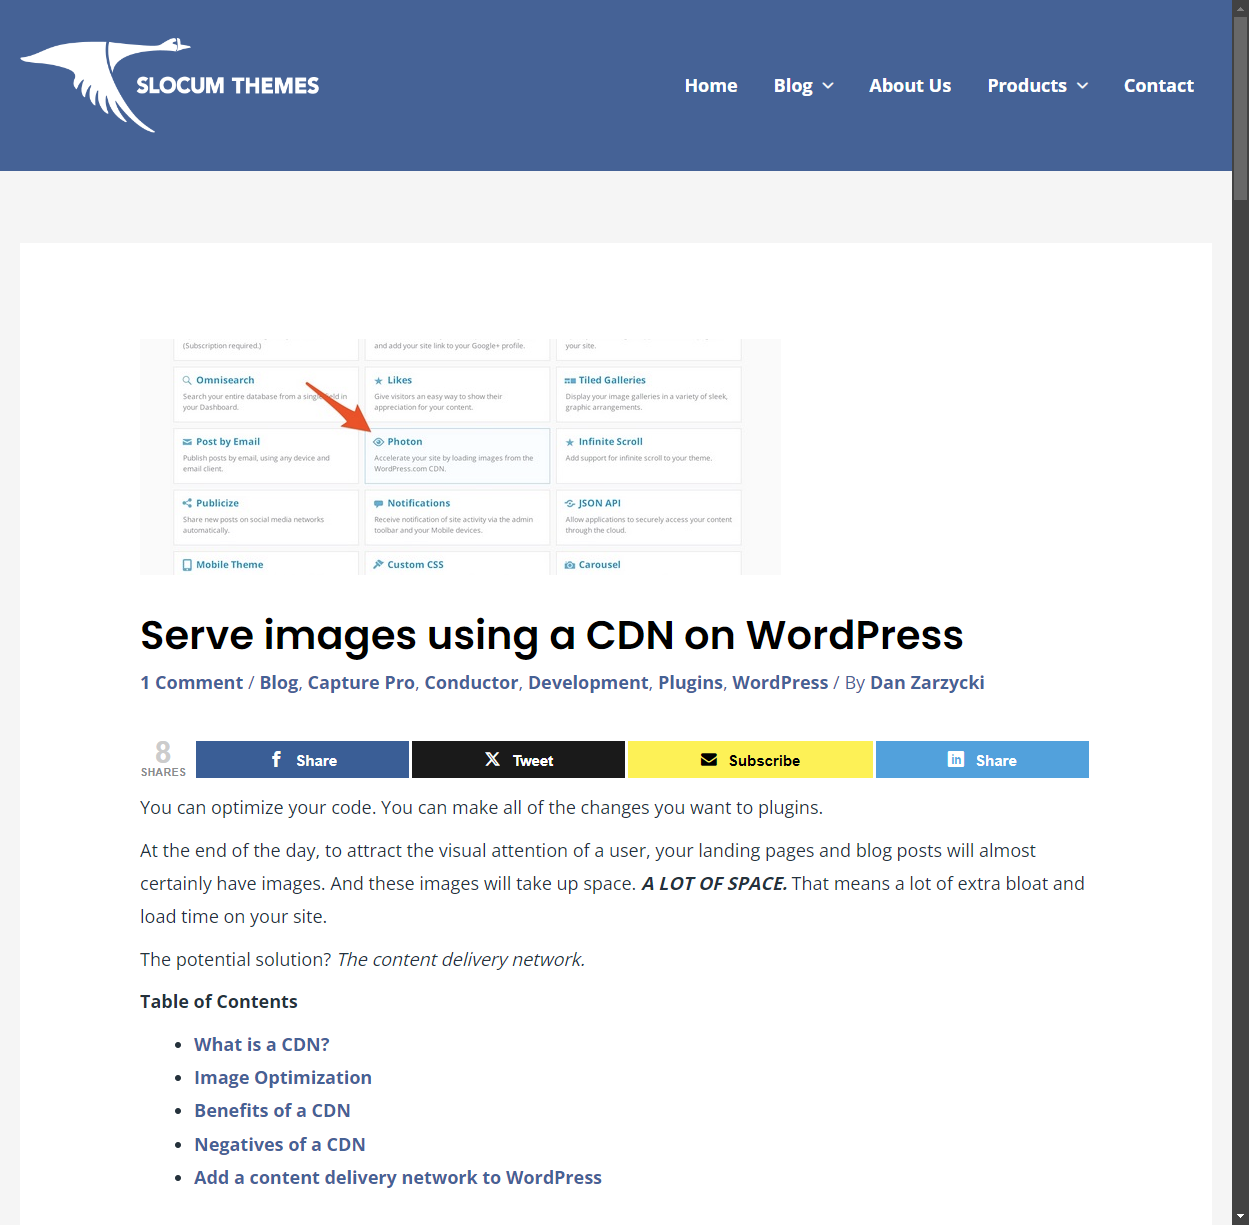 SLOCUM THEMES
Home Blog About Us Products Contact
(Subscription required.)
and add your site link to your Google+ profile.
your site.
Omnisearch
Search your entire database from a single field in
your Dashboard.
Likes
Give visitors an easy way to show their
appreciation for your content.
Tiled Galleries
Display your image galleries in a variety of sleek,
graphic arrangements.
Post by Email
Publish posts by email, using any device and
email client.
Photon
Accelerate your site by loading images from the
WordPress.com CDN.
Infinite Scroll
Add support for infinite scroll to your theme.
Publicize
Share new posts on social media networks
automatically.
Notifications
Receive notification of site activity via the admin
toolbar and your Mobile devices.
JSON API
Allow applications to securely access your content
through the cloud.
Mobile Theme
Custom CSS
Carousel
Serve images using a CDN on WordPress
1 Comment / Blog, Capture Pro, Conductor, Development, Plugins, WordPress / By Dan Zarzycki
8
SHARES
Share
Tweet
Subscribe
Share
You can optimize your code. You can make all of the changes you want to plugins.
At the end of the day, to attract the visual attention of a user, your landing pages and blog posts will almost
certainly have images. And these images will take up space. A LOT OF SPACE. That means a lot of extra bloat and
load time on your site.
The potential solution? The content delivery network.
Table of Contents
What is a CDN?
Image Optimization
Benefits of a CDN
Negatives of a CDN
Add a content delivery network to WordPress